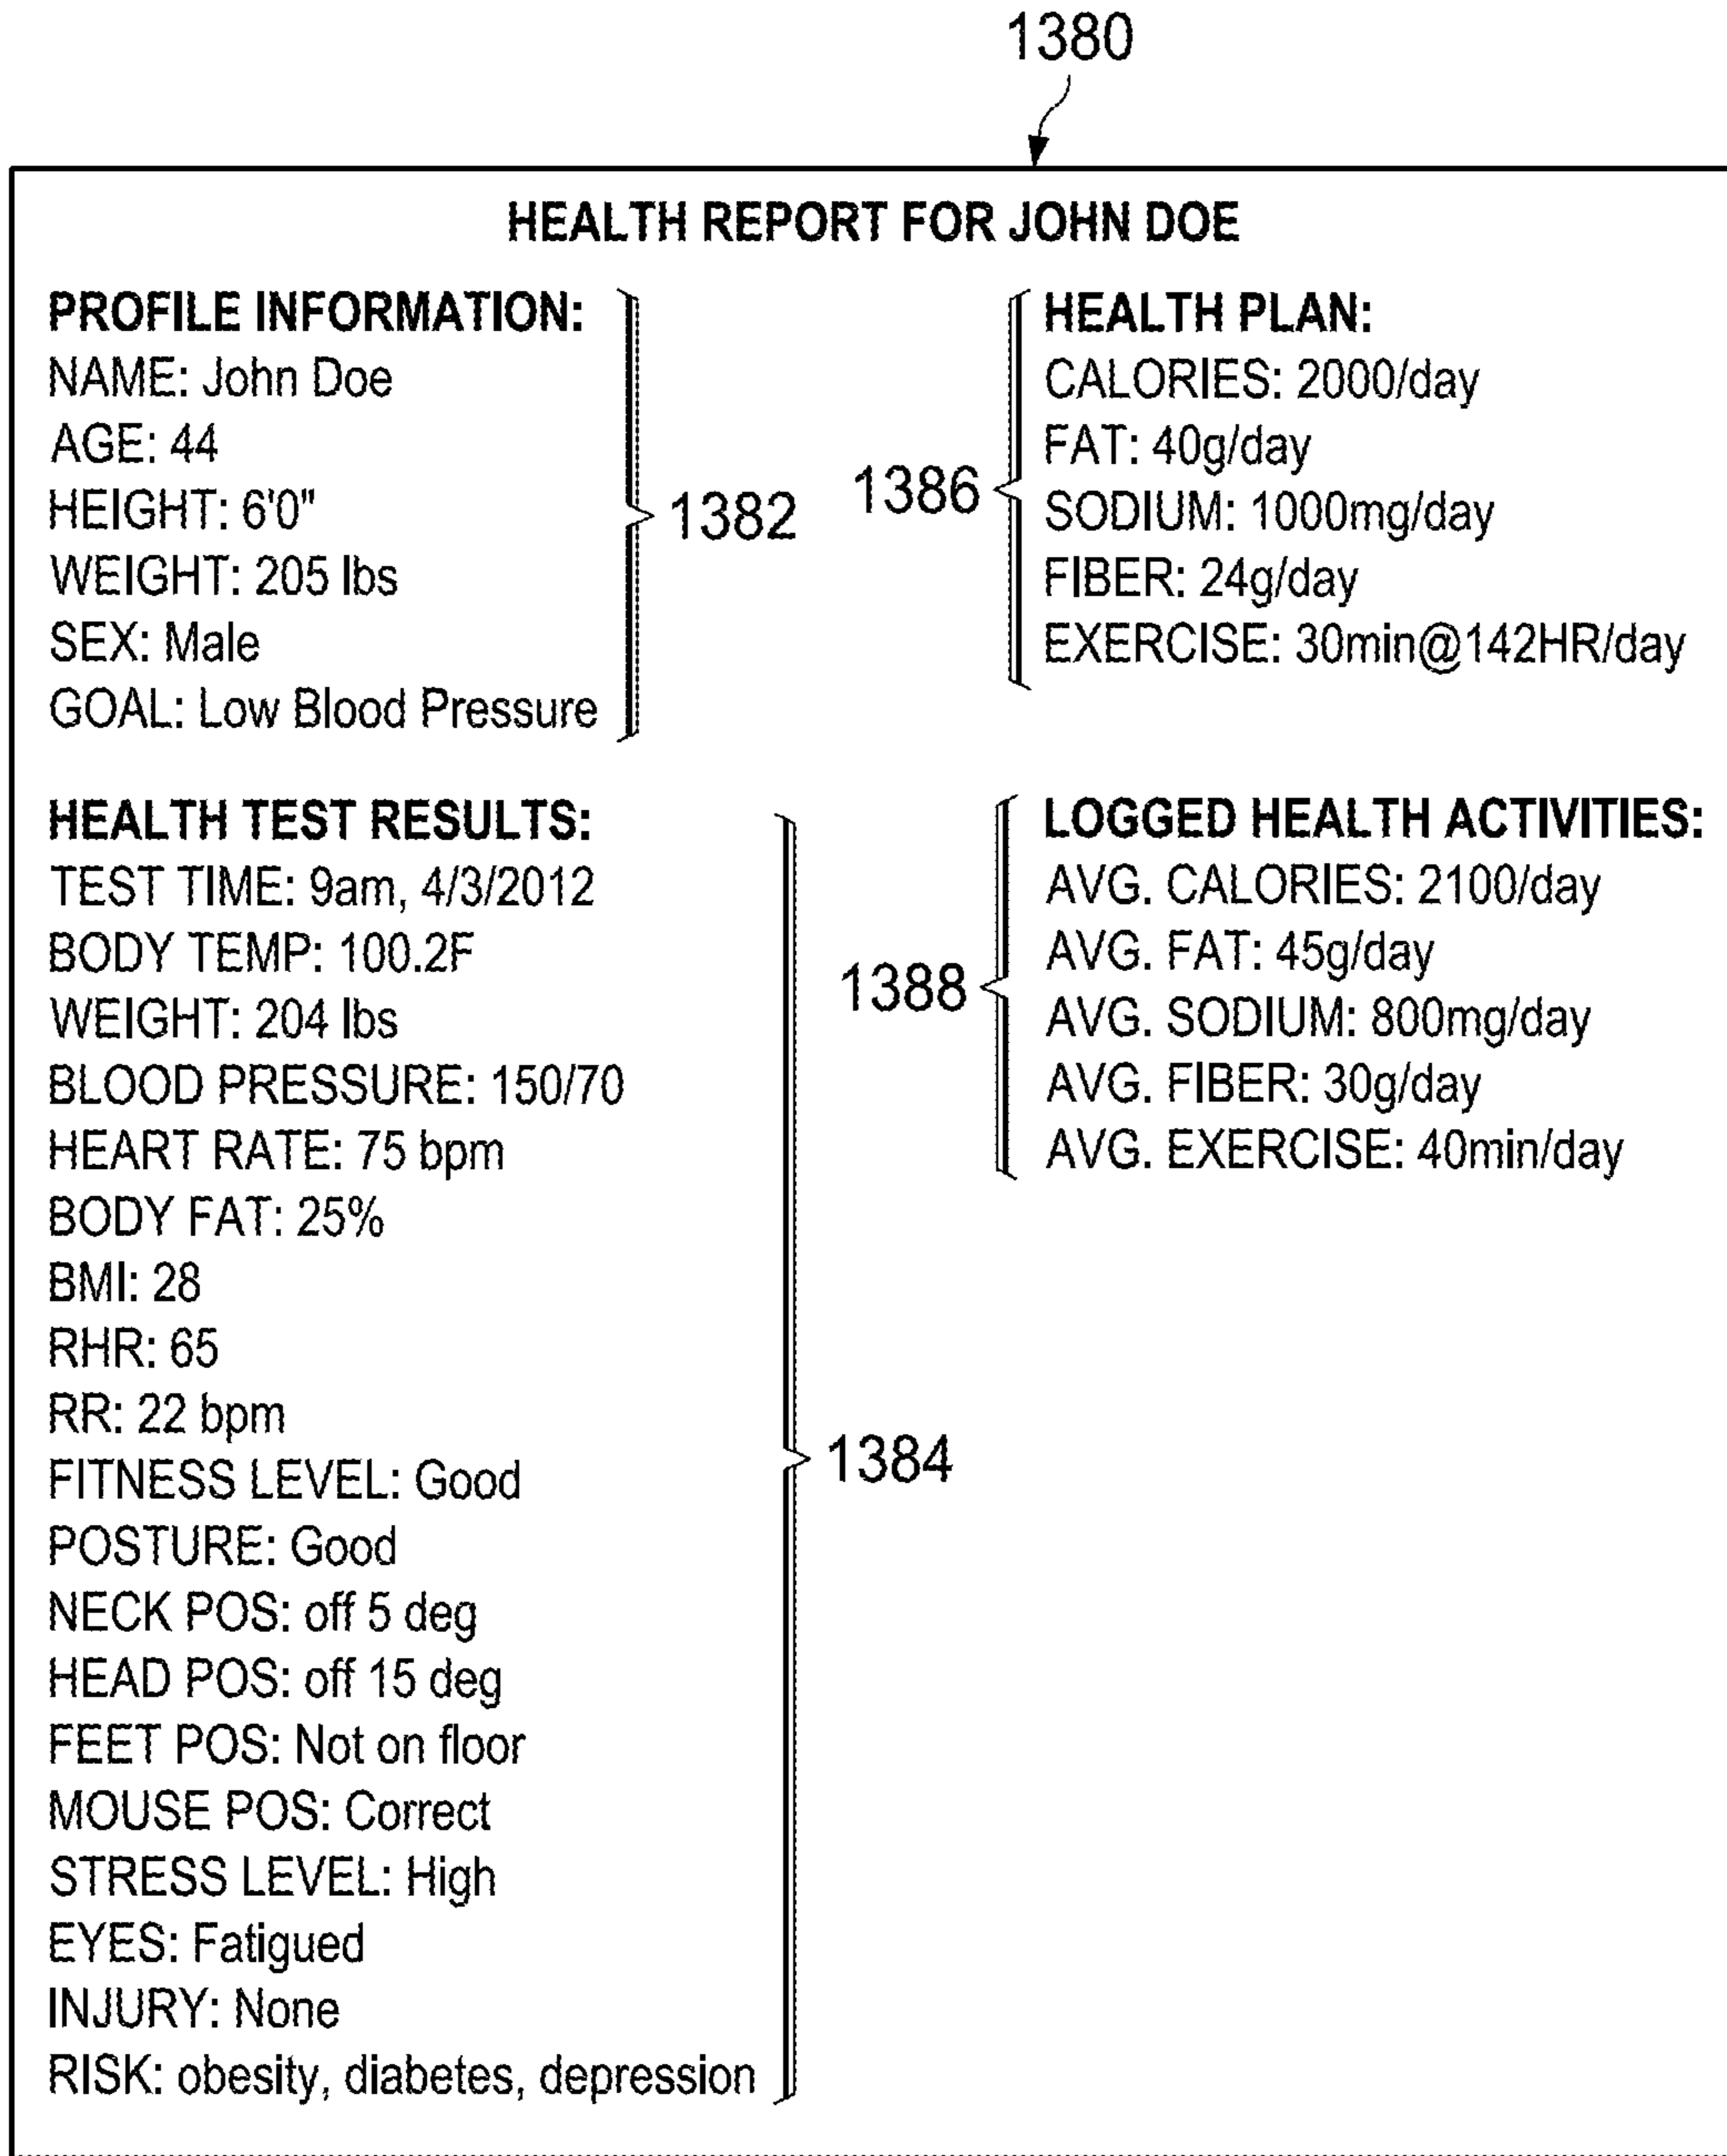 1380
HEALTH REPORT FOR JOHN DOE
PROFILE INFORMATION:
NAME: John Doe
AGE: 44
HEIGHT: 6'0"
WEIGHT: 205 lbs
SEX: Male
GOAL: Low Blood Pressure
1382
1386
HEALTH PLAN:
CALORIES: 2000/day
FAT: 40g/day
SODIUM: 1000mg/day
FIBER: 24g/day
EXERCISE: 30min@142HR/day
HEALTH TEST RESULTS:
TEST TIME: 9am, 4/3/2012
BODY TEMP: 100.2F
WEIGHT: 204 lbs
BLOOD PRESSURE: 150/70
HEART RATE: 75 bpm
BODY FAT: 25%
BMI: 28
RHR: 65
RR: 22 bpm
FITNESS LEVEL: Good
POSTURE: Good
NECK POS: off 5 deg
HEAD POS: off 15 deg
FEET POS: Not on floor
MOUSE POS: Correct
STRESS LEVEL: High
EYES: Fatigued
INJURY: None
RISK: obesity, diabetes, depression
1384
1388
LOGGED HEALTH ACTIVITIES:
AVG. CALORIES: 2100/day
AVG. FAT: 45g/day
AVG. SODIUM: 800mg/day
AVG. FIBER: 30g/day
AVG. EXERCISE: 40min/day